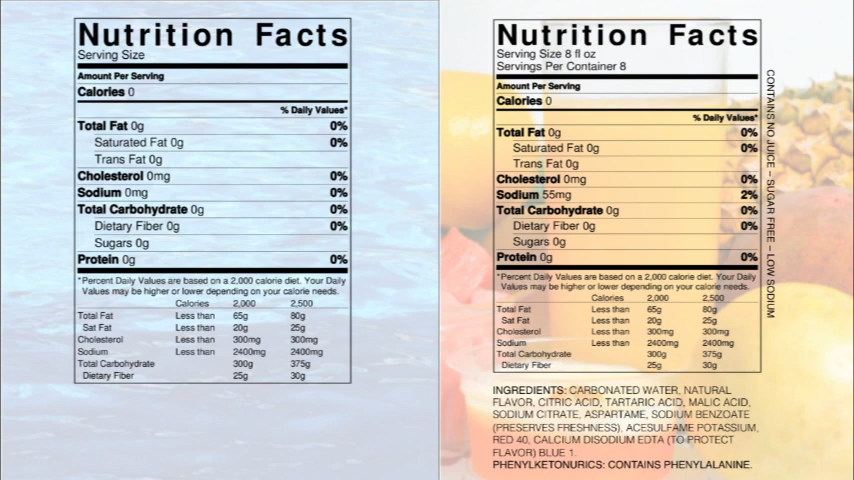 Nutrition Facts
Serving Size
Amount Per Serving
Calories 0
% Daily Values*
Total Fat 0g 0%
Saturated Fat 0g 0%
Trans Fat 0g
Cholesterol 0mg 0%
Sodium 0mg 0%
Total Carbohydrate 0g 0%
Dietary Fiber 0g 0%
Sugars 0g
Protein 0g 0%
*Percent Daily Values are based on a 2,000 calorie diet. Your Daily
Values may be higher or lower depending on your calorie needs.
Calories 2,000 2,500
Total Fat Less than 65g 80g
Sat Fat Less than 20g 25g
Cholesterol Less than 300mg 300mg
Sodium Less than 2400mg 2400mg
Total Carbohydrate 300g 375g
Dietary Fiber 25g 30g
Nutrition Facts
Serving Size 8 fl oz
Servings Per Container 8
Amount Per Serving
Calories 0
% Daily Values*
Total Fat 0g 0%
Saturated Fat 0g 0%
Trans Fat 0g
Cholesterol 0mg 0%
Sodium 55mg 2%
Total Carbohydrate 0g 0%
Dietary Fiber 0g 0%
Sugars 0g
Protein 0g 0%
*Percent Daily Values are based on a 2,000 calorie diet. Your Daily
Values may be higher or lower depending on your calorie needs.
Calories 2,000 2,500
Total Fat Less than 65g 80g
Sat Fat Less than 20g 25g
Cholesterol Less than 300mg 300mg
Sodium Less than 2400mg 2400mg
Total Carbohydrate 300g 375g
Dietary Fiber 25g 30g
CONTAINS NO JUICE – SUGAR FREE – LOW SODIUM
INGREDIENTS: CARBONATED WATER, NATURAL
FLAVOR, CITRIC ACID, TARTARIC ACID, MALIC ACID,
SODIUM CITRATE, ASPARTAME, SODIUM BENZOATE
(PRESERVES FRESHNESS), ACESULFAME POTASSIUM,
RED 40, CALCIUM DISODIUM EDTA (TO PROTECT
FLAVOR) BLUE 1.
PHENYLKETONURICS: CONTAINS PHENYLALANINE.